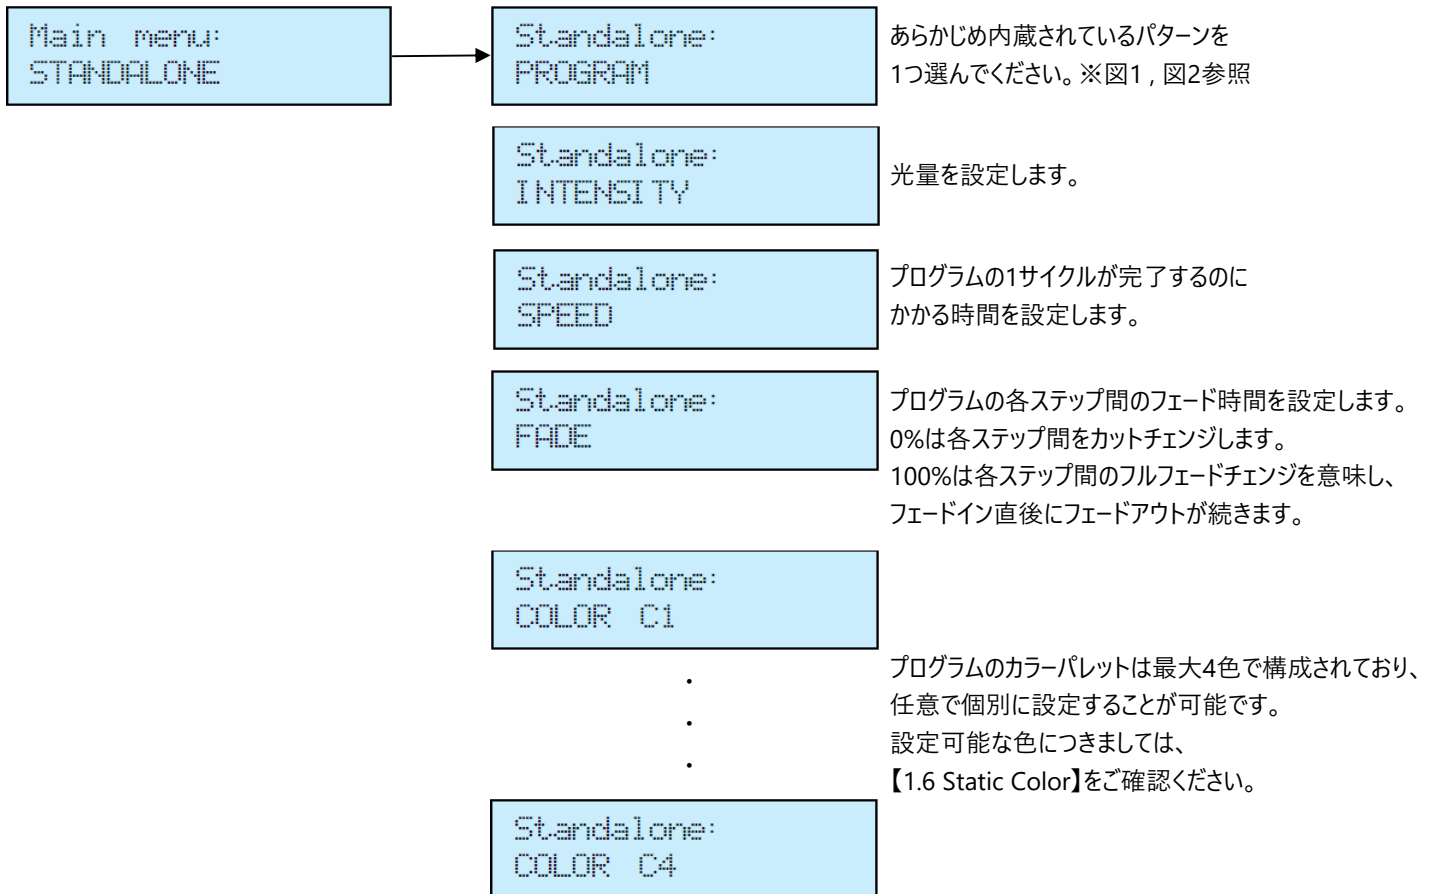 Main menu:
STANDALONE
Standalone:
PROGRAM
あらかじめ内蔵されているパターンを
1つ選んでください。※図1 , 図2参照
Standalone:
INTENSITY
光量を設定します。
Standalone:
SPEED
プログラムの1サイクルが完了するのに
かかる時間を設定します。
Standalone:
FADE
プログラムの各ステップ間のフェード時間を設定します。
0%は各ステップ間をカットチェンジします。
100%は各ステップ間のフルフェードチェンジを意味し、
フェードイン直後にフェードアウトが続きます。
Standalone:
COLOR C1
・
・
・
プログラムのカラーパレットは最大4色で構成されており、
任意で個別に設定することが可能です。
設定可能な色につきましては、
【1.6 Static Color】をご確認ください。
Standalone:
COLOR C4